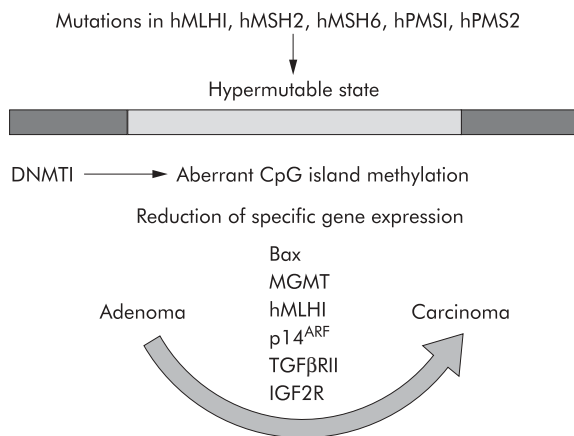 Mutations in hMLHI, hMSH2, hMSH6, hPMSI, hPMS2
Hypermutable state
DNMTI Aberrant CpG island methylation
Reduction of specific gene expression
Bax
MGMT
Adenoma hMLHI Carcinoma
p14ARF
TGFβRII
IGF2R